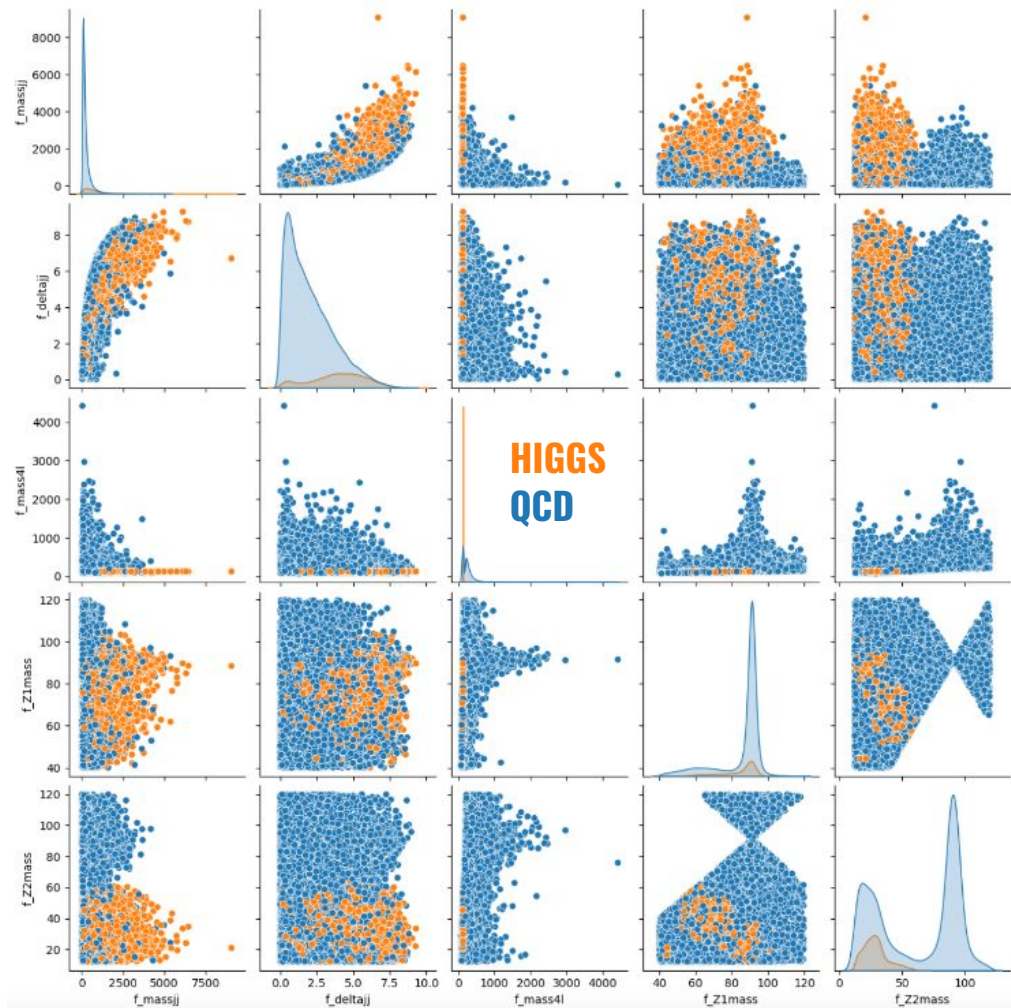 8000
6000
4000
2000
0
f_massjj
8
6
4
2
0
f_deltajj
4000
3000
2000
1000
0
f_mass4l
HIGGS
QCD
120
100
80
60
40
f_Z1mass
120
100
80
60
40
20
f_Z2mass
0 2500 5000 7500
0.0 2.5 5.0 7.5 10.0
0 1000 2000 3000 4000
40 60 80 100 120
0 50 100
f_massjj f_deltajj f_mass4l f_Z1mass f_Z2mass